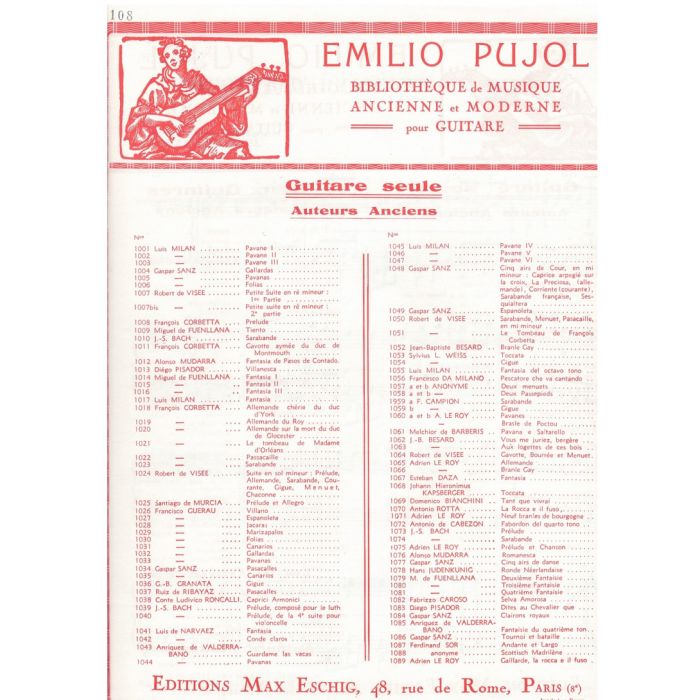 108
EMILIO PUJOL
BIBLIOTHÈQUE de MUSIQUE
ANCIENNE et MODERNE
pour GUITARE
Guitare seule
Auteurs Anciens
Nos
1001 Luis MILAN .......... Pavane I
1002 — .......... Pavane II
1003 — .......... Pavane III
1004 Gaspar SANZ ........ Gallardas
1005 — ........ Pavanas
1006 — ........ Folias
1007 Robert de VISEE .... Petite Suite en ré mineur :
1re Partie
1007bis — .... Petite suite en ré mineur :
2e partie
1008 François CORBETTA .. Prelude
1009 Miguel de FUENLLANA .. Tiento
1010 J.-S. BACH .......... Sarabande
1011 François CORBETTA .. Gavotte aymée du duc de
Montmouth
1012 Alonso MUDARRA .... Fantasia de Pasos de Contado.
1013 Diégo PISADOR ...... Villanesca
1014 Miguel de FUENLLANA .. Fantasia I
1015 — .. Fantasia II
1016 — .. Fantasia III
1017 Luis MILAN .......... Fantasia
1018 François CORBETTA .... Allemande chérie du duc
d'York
1019 — .... Allemande du Roy
1020 — .... Allemande sur la mort du duc
de Glocester
1021 — .... Le tombeau de Madame
d'Orléans
1022 — .... Passacaille
1023 — .... Sarabande
1024 Robert de VISEE ...... Suite en sol mineur : Prélude,
Allemande, Sarabande, Courante,
Gigue, Menuet,
Chaconne
1025 Santiago de MURCIA .. Prélude et Allegro
1026 Francisco GUERAU .... Villano
1027 — .... Espanoleta
1028 — .... Jacaras
1029 — .... Marizapalos
1030 — .... Folias
1031 — .... Canarios
1032 — .... Gallardas
1033 — .... Pavanas
1034 Gaspar SANZ .......... Pasacalles
1035 — .......... Canarios
1036 G.-B. GRANATA ...... Gigue
1037 Ruiz de RIBAYAZ ...... Pasacalles
1038 Conte Ludivico RONCALLI. Caprici Armonici
1039 J.-S. BACH .......... Prélude, composé pour le luth
1040 — .......... Prélude, de la 4e suite pour
violoncelle
1041 Luis de NARVAEZ .... Fantasia
1042 — .... Conde claros
1043 Anriquez de VALDERRABANO
.......... Guardame las vacas
1044 — .......... Pavanas
Nos
1045 Luis MILAN .......... Pavane IV
1046 — .......... Pavane V
1047 — .......... Pavane VI
1048 Gaspar SANZ ........ Cinq airs de Cour, en mi
mineur : Caprice arpegié sur
la croix, La Preciosa, (allemande),
Corriente (courante),
Sarabande française, Sesquialtera
1049 Gaspar SANZ .......... Espanoleta
1050 Robert de VISEE ...... Sarabande, Menuet, Passacaille,
en mi mineur
1051 — ...... Le Tombeau de François
Corbetta
1052 Jean-Baptiste BESARD .. Branle Gay
1053 Sylvius L. WEISS .... Toccata
1054 — .... Gigue
1055 Luis MILAN .......... Fantasia del octavo tono
1056 Francesco DA MILANO .. Pescatore che va cantando
1057 a et b ANONYME ...... Deux menuets
1058 a et b — ...... Deux Passepieds
1959 a F. CAMPION ...... Sarabande
1059 b — ...... Gigue
1060 a et b A. LE ROY .... Pavanes
— .... Brasle de Poctou
1061 Melchior de BARBERIS .. Pavana e Saltarello
1062 J.-B. BESARD ........ Vous me juriez, bergère
1063 — ........ Aux logettes de ces bois
1064 Robert de VISEE ...... Gavotte, Bourrée et Menuet.
1065 Adrien LE ROY ...... Allemande
1066 — ...... Branle Gay
1067 Esteban DAZA ...... Fantasia
1068 Johann Hieronimus
KAPSBERGER ...... Toccata
1069 Domenico BIANCHINI .. Tant que vivrai
1070 Antonio ROTTA ...... La Rocca e il fuso
1071 Adrien LE ROY ...... Neuf branles de bourgogne
1072 Antonio de CABEZON .. Fabordon del quarto tono
1073 J.-S. BACH .......... Prélude
1074 — .......... Sarabande
1075 Adrien LE ROY ...... Prélude et Chanson
1076 Alonso MUDARRA .... Romanesta
1077 Gaspar SANZ ........ Cinq airs de danse
1078 Hans JUDENKUNIG .... Ronde Néerlandaise
1079 M. de FUENLLANA .... Deuxième Fantaisie
1080 — .... Troisième Fantaisie
1081 — .... Quatrième Fantaisie
1082 Fabrizzo CAROSO .... Selva Amorosa
1083 Diego PISADOR ...... Dites au Chevalier que
1084 Gaspar SANZ ........ Clairons royaux
1085 Anriquez de VALDERRABANO
.......... Fantaisie du quatrième ton
1086 Gaspar SANZ ........ Tournoi et bataille
1087 Ferdinand SOR ...... Andante et Largo
1088 anonyme ...... Scottisch Madrilène
1089 Adrien LE ROY ...... Gaillarde, la rocca e il fuso
EDITIONS MAX ESCHIG, 48, rue de Rome, PARIS (8e)